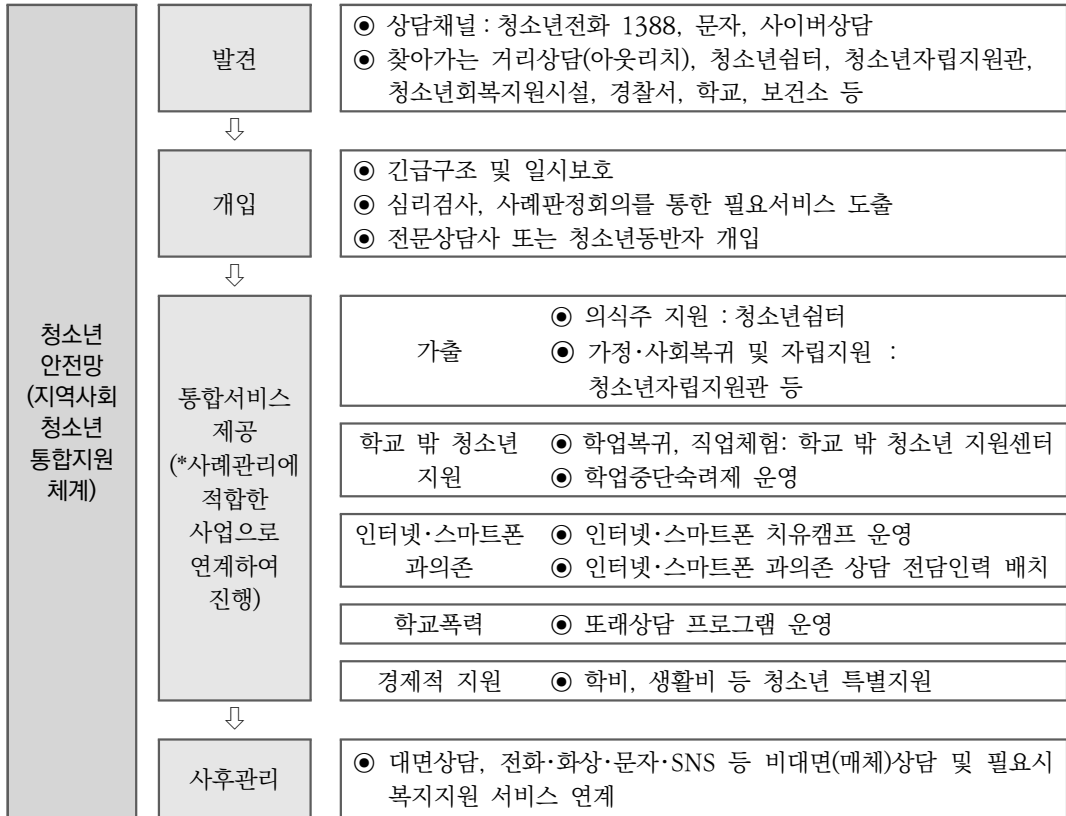 청소년
안전망
(지역사회
청소년
통합지원
체계)
발견
◉ 상담채널 : 청소년전화 1388, 문자, 사이버상담
◉ 찾아가는 거리상담(아웃리치), 청소년쉼터, 청소년자립지원관,
청소년회복지원시설, 경찰서, 학교, 보건소 등
⇩
개입
◉ 긴급구조 및 일시보호
◉ 심리검사, 사례판정회의를 통한 필요서비스 도출
◉ 전문상담사 또는 청소년동반자 개입
⇩
통합서비스
제공
(*사례관리에
적합한
사업으로
연계하여
진행)
가출
◉ 의식주 지원 : 청소년쉼터
◉ 가정·사회복귀 및 자립지원 :
청소년자립지원관 등
학교 밖 청소년
지원
◉ 학업복귀, 직업체험: 학교 밖 청소년 지원센터
◉ 학업중단숙려제 운영
인터넷·스마트폰
과의존
◉ 인터넷·스마트폰 치유캠프 운영
◉ 인터넷·스마트폰 과의존 상담 전담인력 배치
학교폭력
◉ 또래상담 프로그램 운영
경제적 지원
◉ 학비, 생활비 등 청소년 특별지원
⇩
사후관리
◉ 대면상담, 전화·화상·문자·SNS 등 비대면(매체)상담 및 필요시
복지지원 서비스 연계